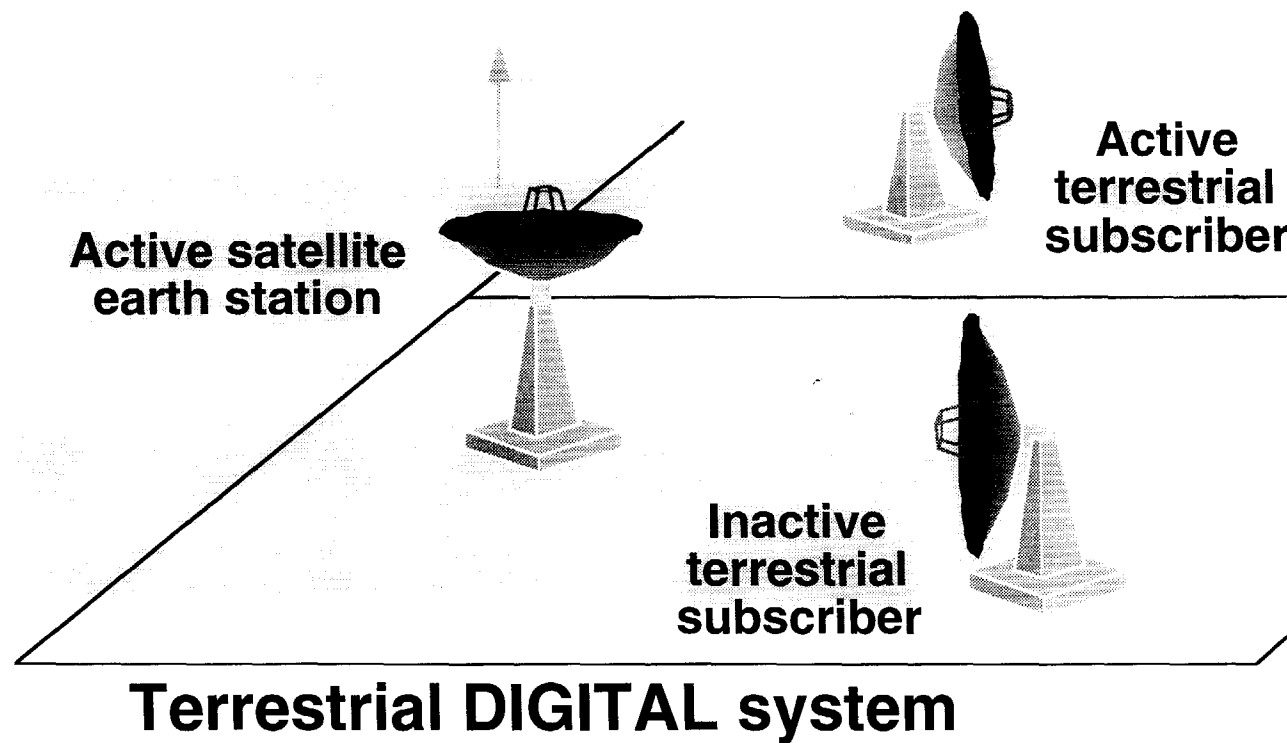 Active
terrestrial
subscriber
Active satellite
earth station
Inactive
terrestrial
subscriber
Terrestrial DIGITAL system